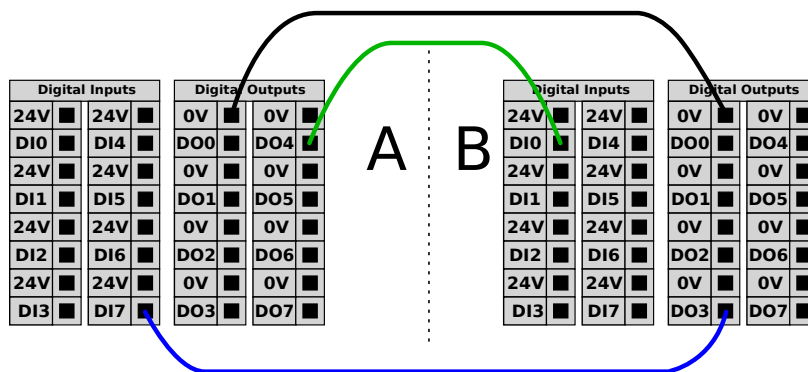 Digital Inputs Digital Outputs Digital Inputs Digital Outputs
24V 24V 0V 0V A B 24V 24V 0V 0V
DI0 DI4 DO0 DO4 DI0 DI4 DO0 DO4
24V 24V 0V 0V 24V 24V 0V 0V
DI1 DI5 DO1 DO5 DI1 DI5 DO1 DO5
24V 24V 0V 0V 24V 24V 0V 0V
DI2 DI6 DO2 DO6 DI2 DI6 DO2 DO6
24V 24V 0V 0V 24V 24V 0V 0V
DI3 DI7 DO3 DO7 DI3 DI7 DO3 DO7